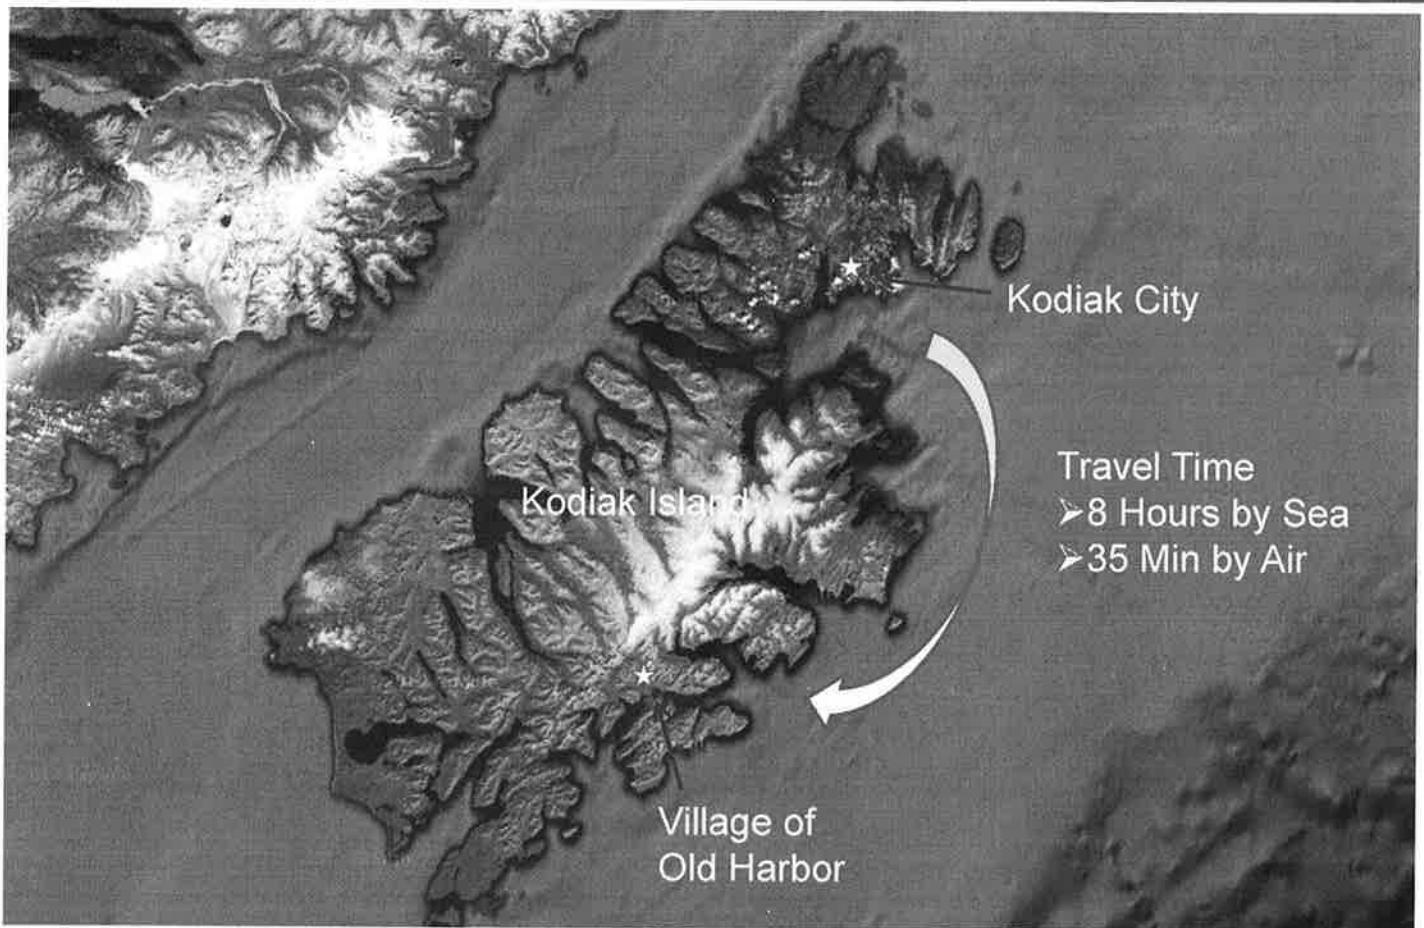 Kodiak City
Travel Time
➢8 Hours by Sea
➢35 Min by Air
Kodiak Island
Village of
Old Harbor